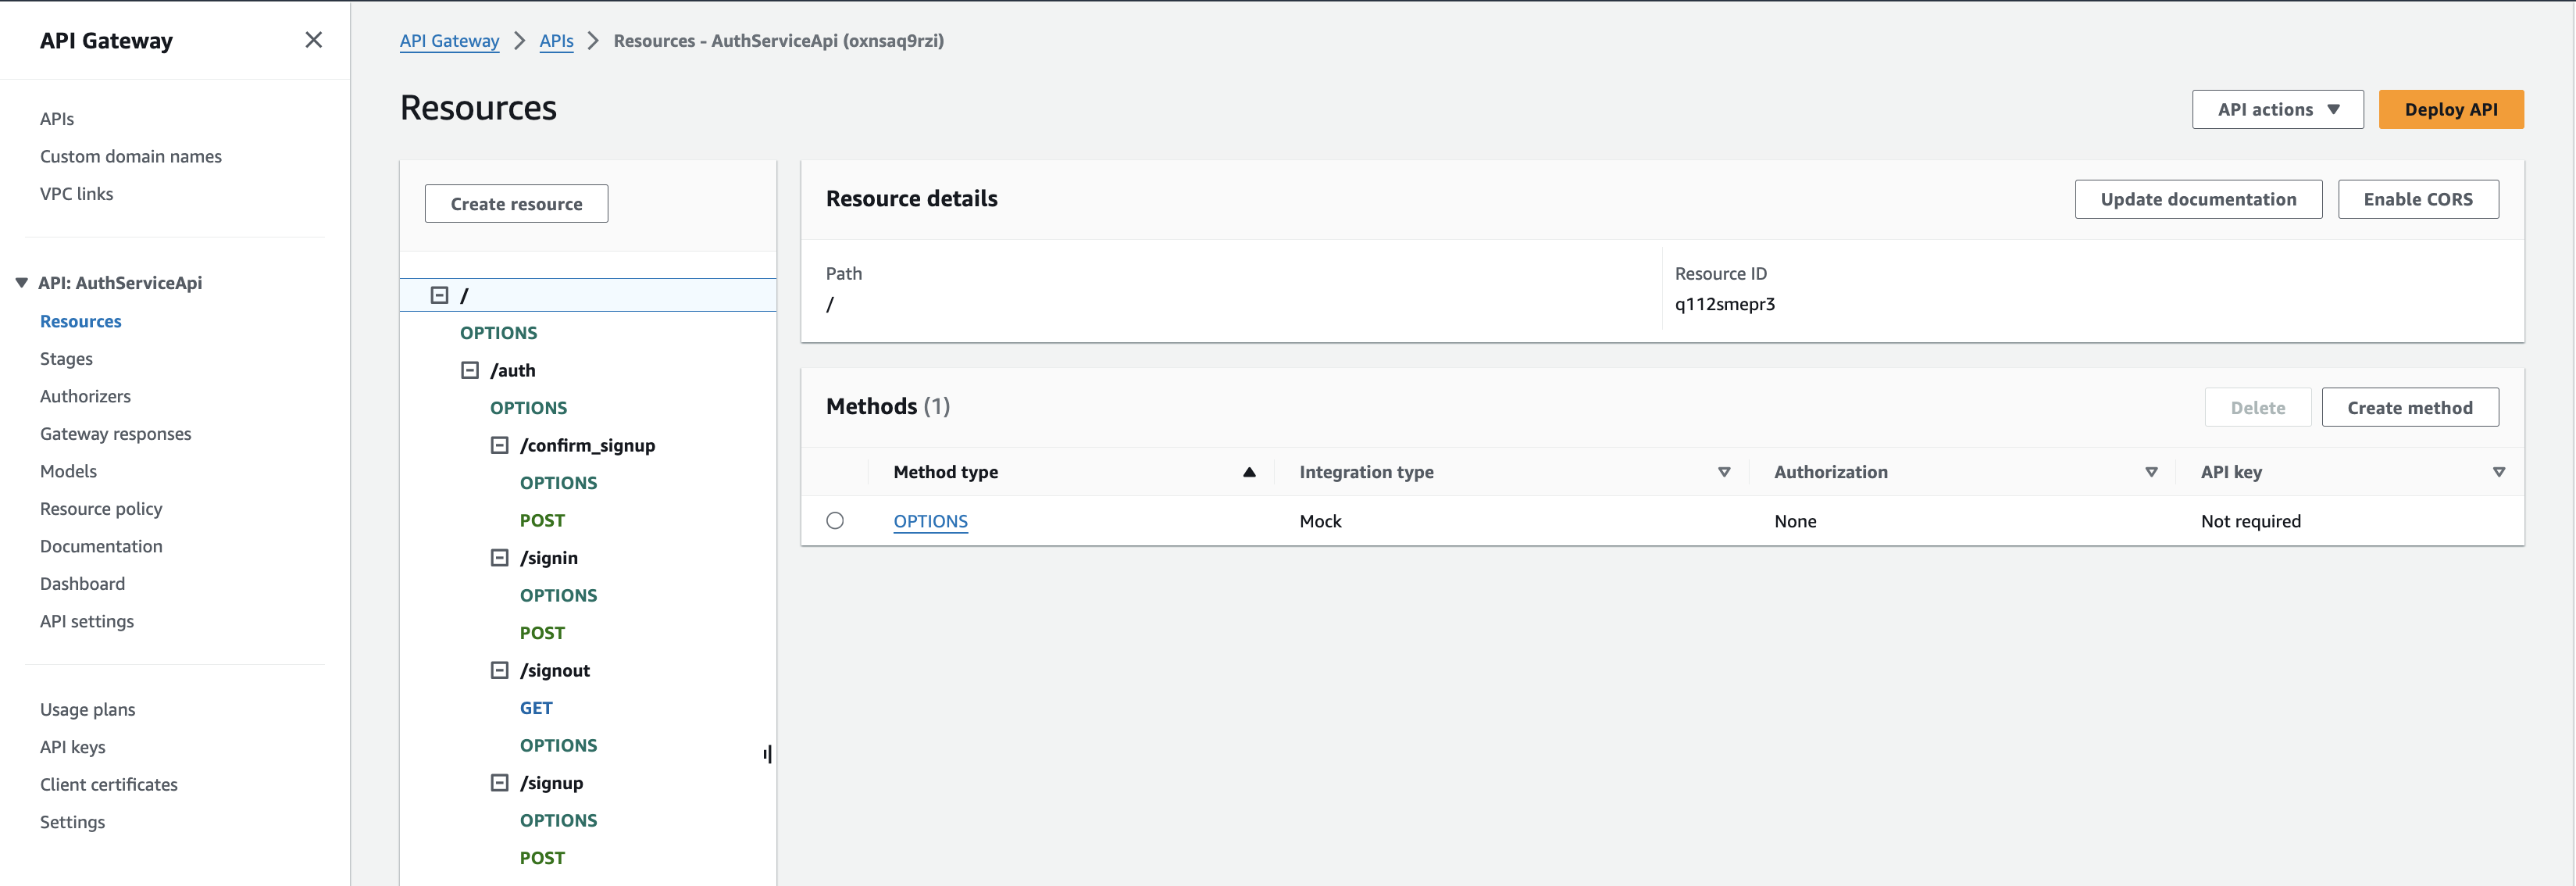 API Gateway
APIs
Custom domain names
VPC links
API: AuthServiceApi
Resources
Stages
Authorizers
Gateway responses
Models
Resource policy
Documentation
Dashboard
API settings
Usage plans
API keys
Client certificates
Settings
API Gateway > APIs > Resources - AuthServiceApi (oxnsaq9rzi)
Resources
API actions
Deploy API
Create resource
/
OPTIONS
/auth
OPTIONS
/confirm_signup
OPTIONS
POST
/signin
OPTIONS
POST
/signout
GET
OPTIONS
/signup
OPTIONS
POST
Resource details
Update documentation
Enable CORS
Path
/
Resource ID
q112smepr3
Methods (1)
Delete
Create method
Method type Integration type Authorization API key
OPTIONS Mock None Not required